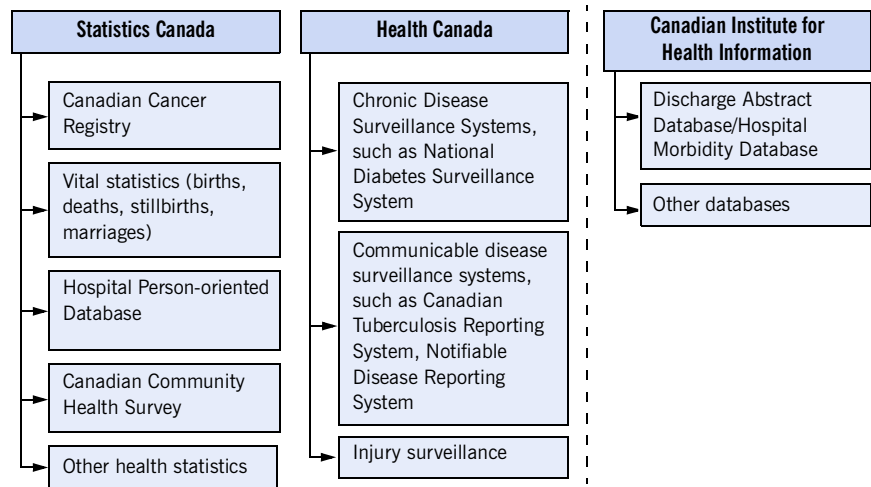 Statistics Canada
Canadian Cancer
Registry
Vital statistics (births,
deaths, stillbirths,
marriages)
Hospital Person-oriented
Database
Canadian Community
Health Survey
Other health statistics
Health Canada
Chronic Disease
Surveillance Systems,
such as National
Diabetes Surveillance
System
Communicable disease
surveillance systems,
such as Canadian
Tuberculosis Reporting
System, Notifiable
Disease Reporting
System
Injury surveillance
Canadian Institute for
Health Information
Discharge Abstract
Database/Hospital
Morbidity Database
Other databases